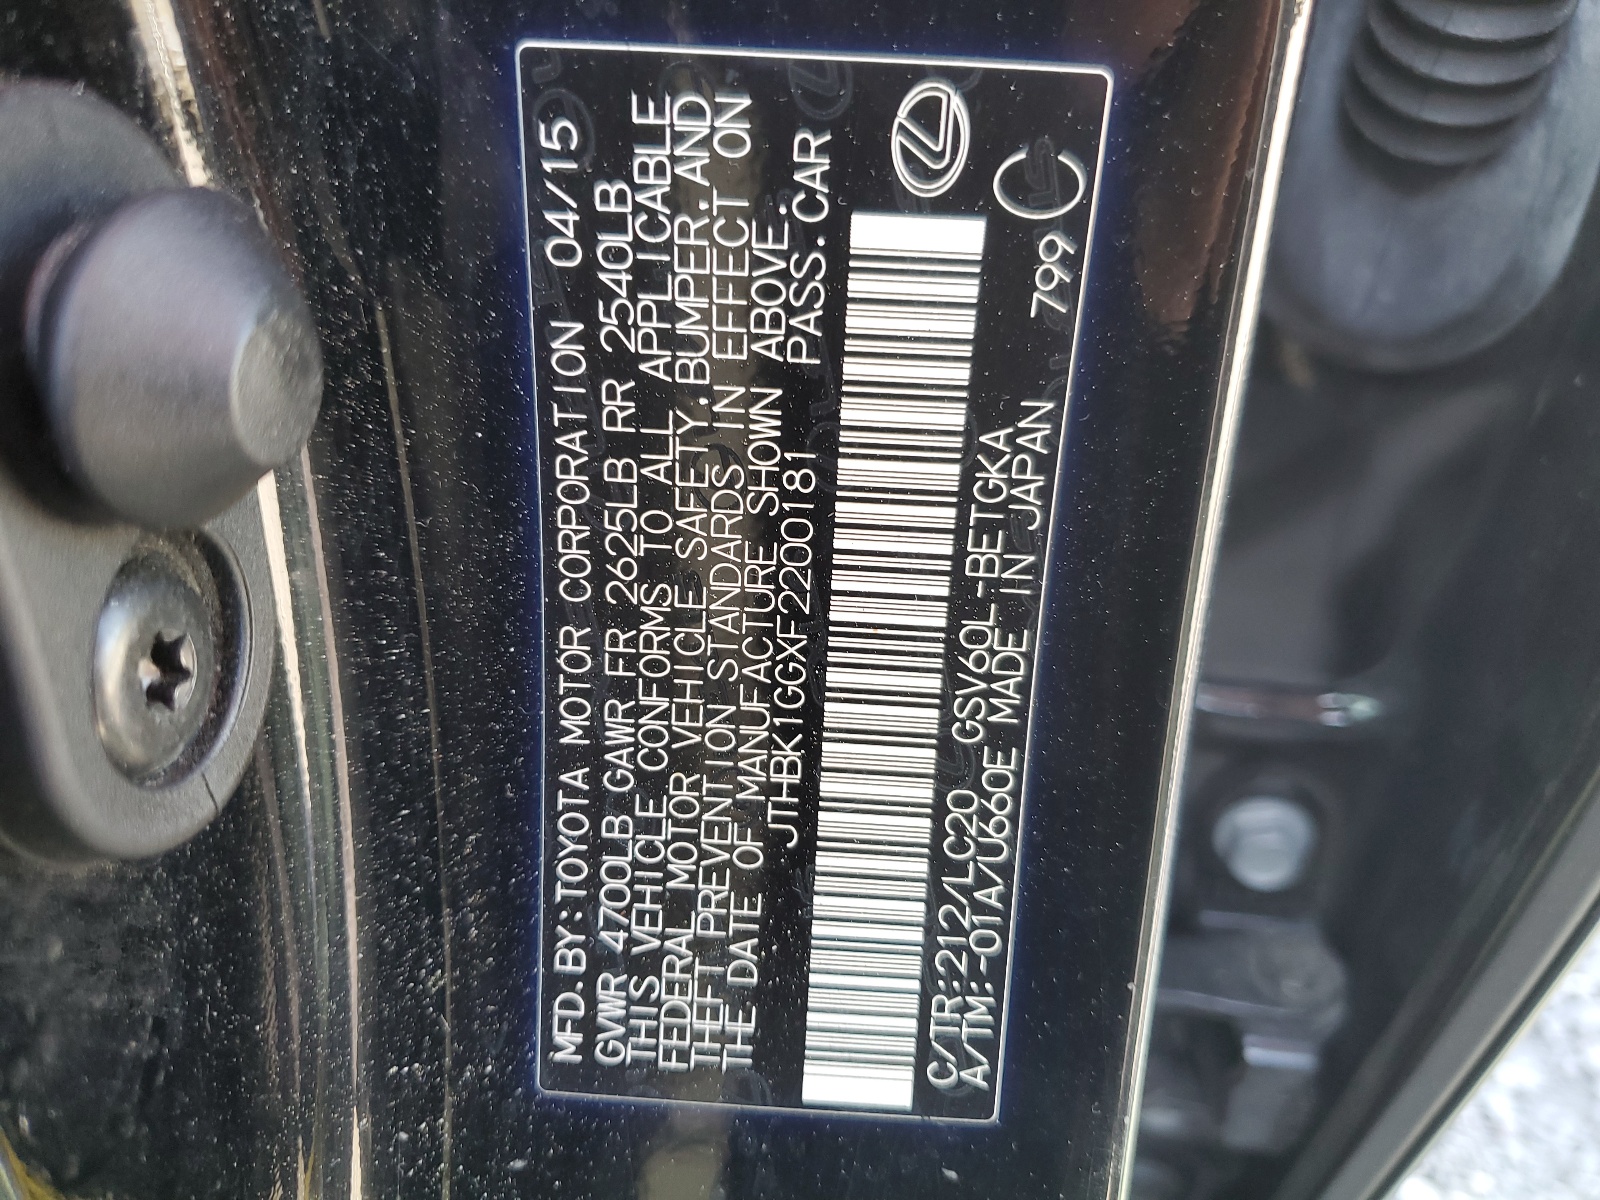 MFD.BY:TOYOTA MOTOR CORPORATION 04/15
GVWR 4700LB GAWR FR 2625LB RR 2540LB
THIS VEHICLE CONFORMS TO ALL APPLICABLE
FEDERAL MOTOR VEHICLE SAFETY,BUMPER,AND
THEFT PREVENTION STANDARDS IN EFFECT ON
THE DATE OF MANUFACTURE SHOWN ABOVE.
JTHBK1GGXF2200181 PASS.CAR
C/TR:212/LC20 GSV60L-BETGKA
A/TM:-01A/U660E MADE IN JAPAN 799